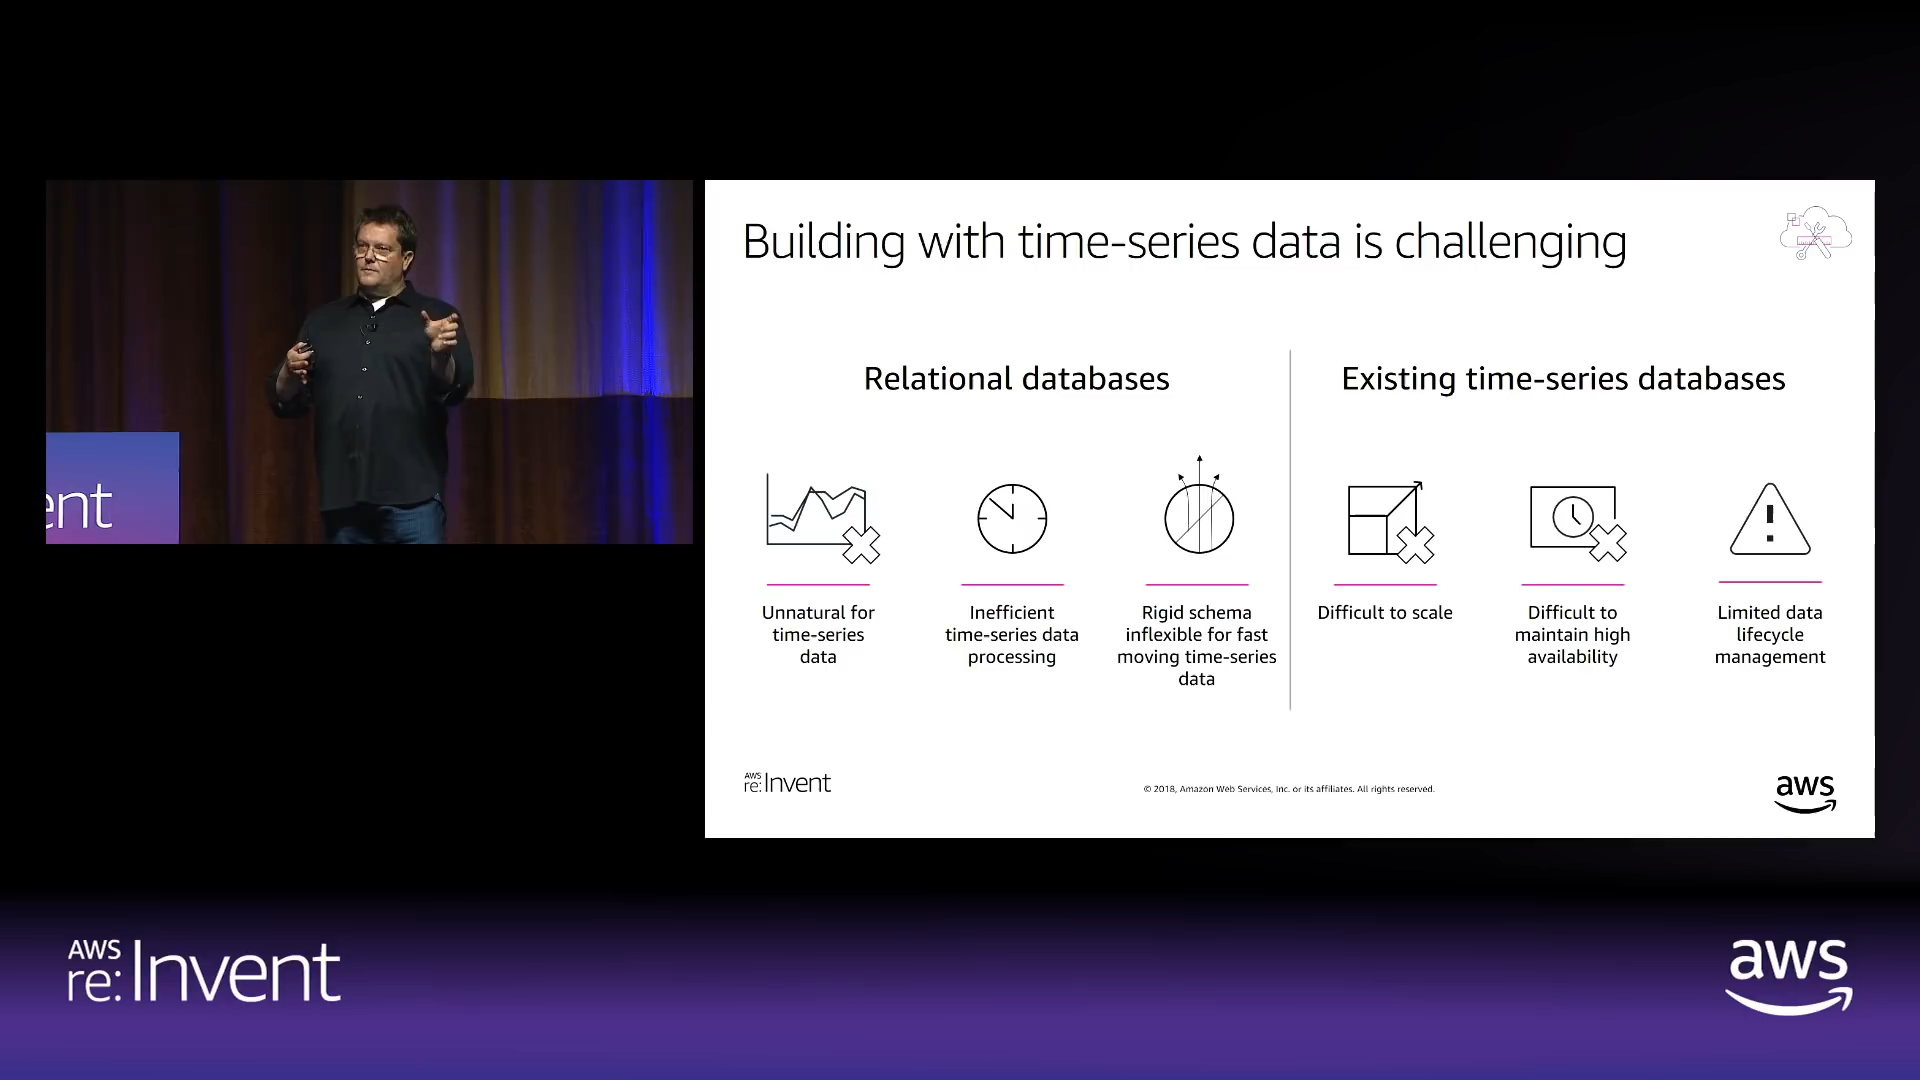 ent
Building with time-series data is challenging
Relational databases
Unnatural for
time-series
data
Inefficient
time-series data
processing
Rigid schema
inflexible for fast
moving time-series
data
Existing time-series databases
Difficult to scale
Difficult to
maintain high
availability
Limited data
lifecycle
management
AWS
re:Invent
© 2018, Amazon Web Services, Inc. or its affiliates. All rights reserved.
aws
AWS
re:Invent
aws